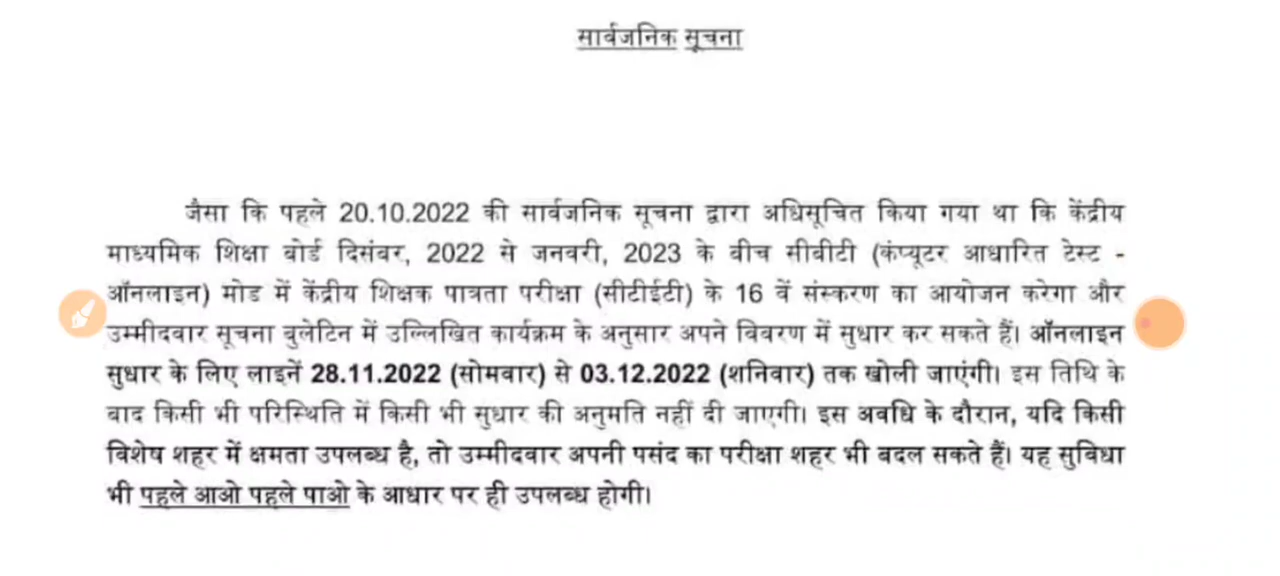 सार्वजनिक सूचना
जैसा कि पहले 20.10.2022 की सार्वजनिक सूचना द्वारा अधिसूचित किया गया था कि केंद्रीय
माध्यमिक शिक्षा बोर्ड दिसंबर, 2022 से जनवरी, 2023 के बीच सीबीटी (कंप्यूटर आधारित टेस्ट -
ऑनलाइन) मोड में केंद्रीय शिक्षक पात्रता परीक्षा (सीटीईटी) के 16 वें संस्करण का आयोजन करेगा और
उम्मीदवार सूचना बुलेटिन में उल्लिखित कार्यक्रम के अनुसार अपने विवरण में सुधार कर सकते हैं। ऑनलाइन
सुधार के लिए लाइनें 28.11.2022 (सोमवार) से 03.12.2022 (शनिवार) तक खोली जाएंगी। इस तिथि के
बाद किसी भी परिस्थिति में किसी भी सुधार की अनुमति नहीं दी जाएगी। इस अवधि के दौरान, यदि किसी
विशेष शहर में क्षमता उपलब्ध है, तो उम्मीदवार अपनी पसंद का परीक्षा शहर भी बदल सकते हैं। यह सुविधा
भी पहले आओ पहले पाओ के आधार पर ही उपलब्ध होगी।